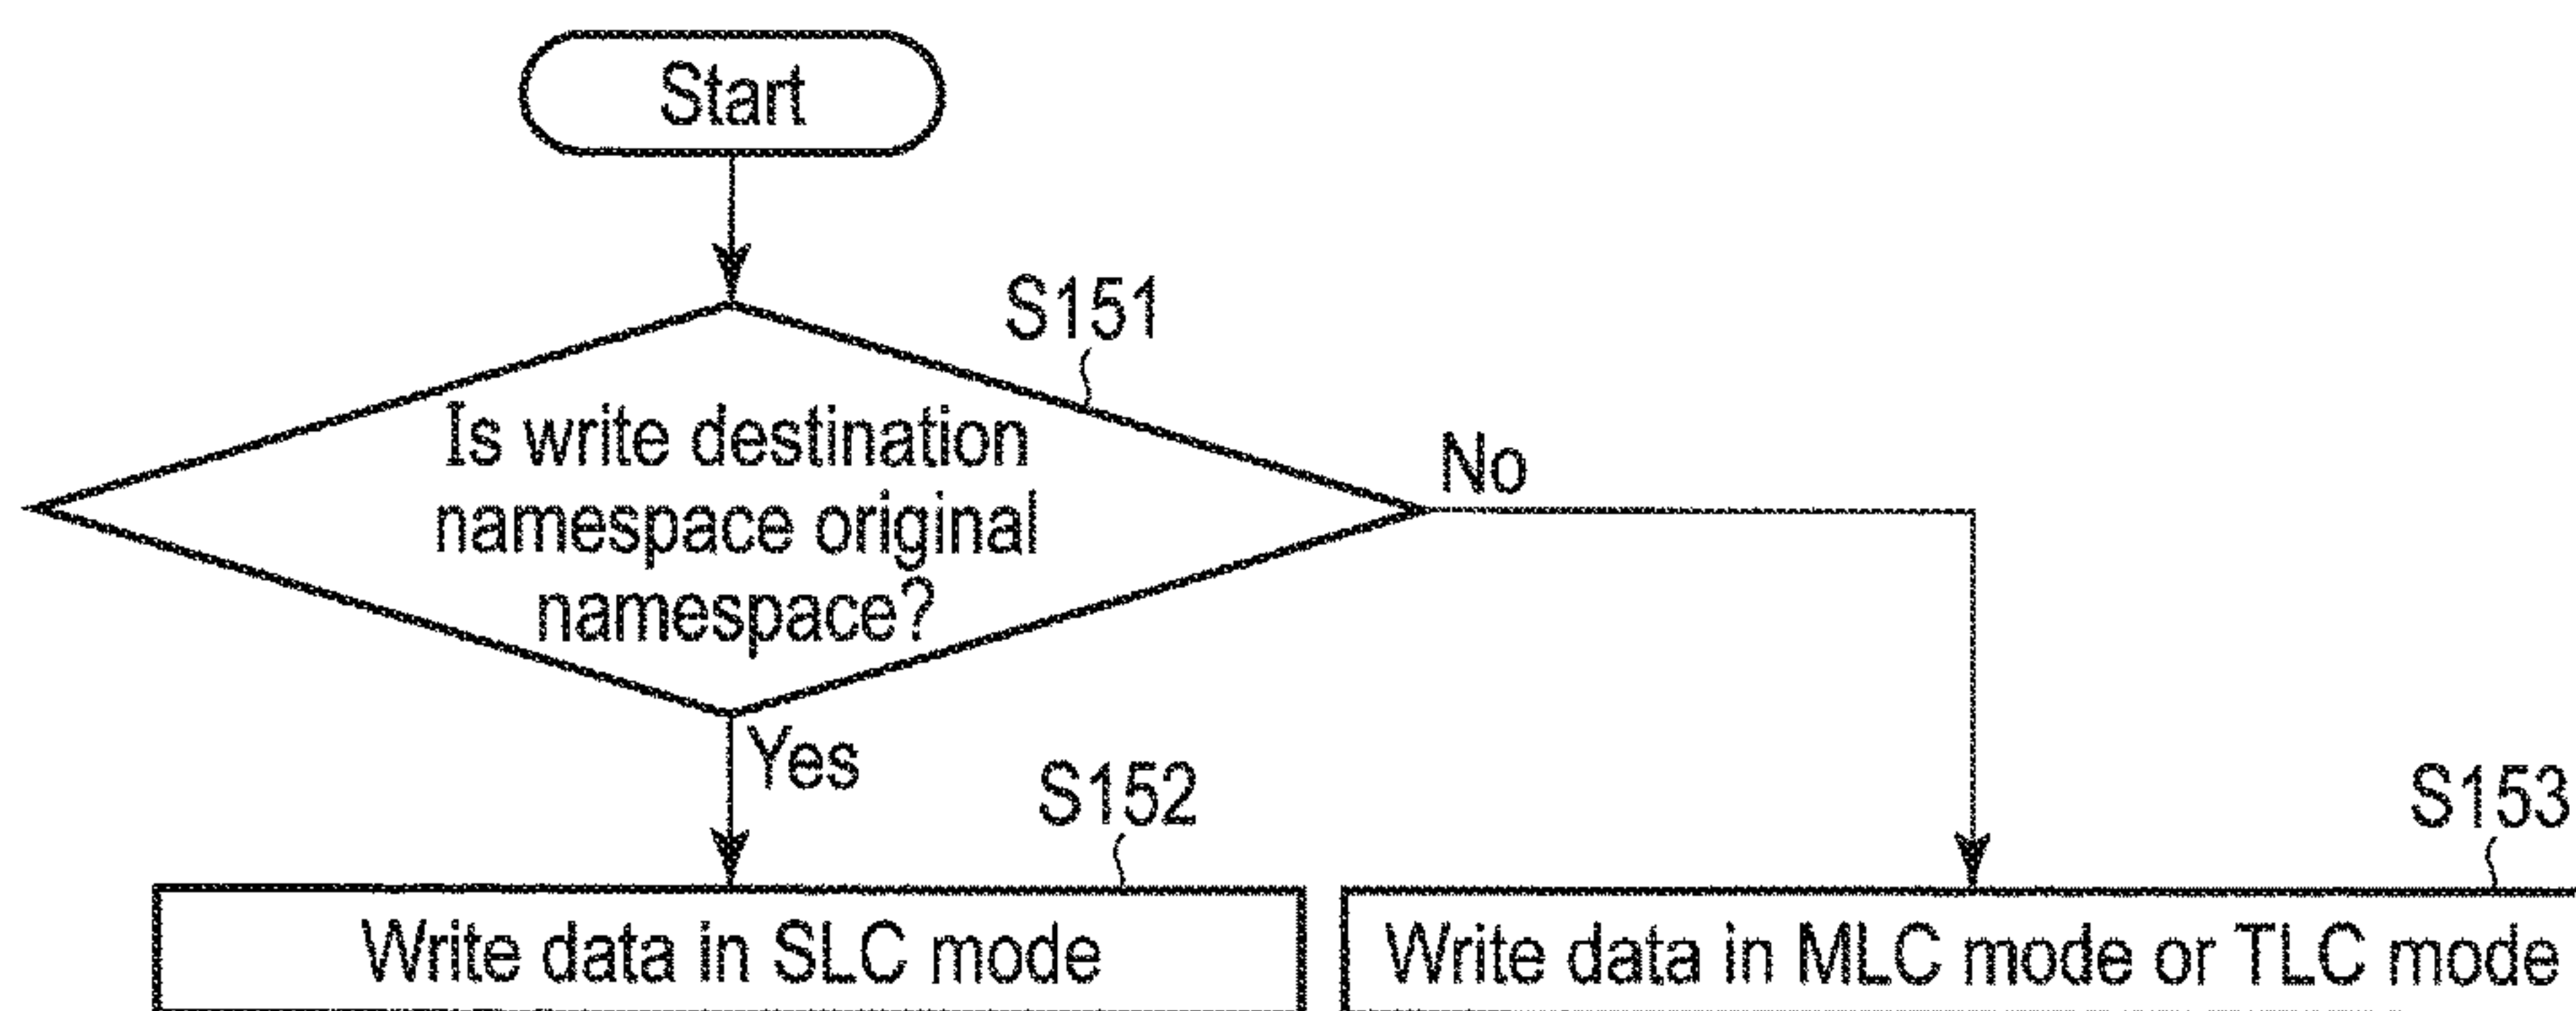 Start
S151
Is write destination
namespace original
namespace?
No
Yes
S152
S153
Write data in SLC mode
Write data in MLC mode or TLC mode